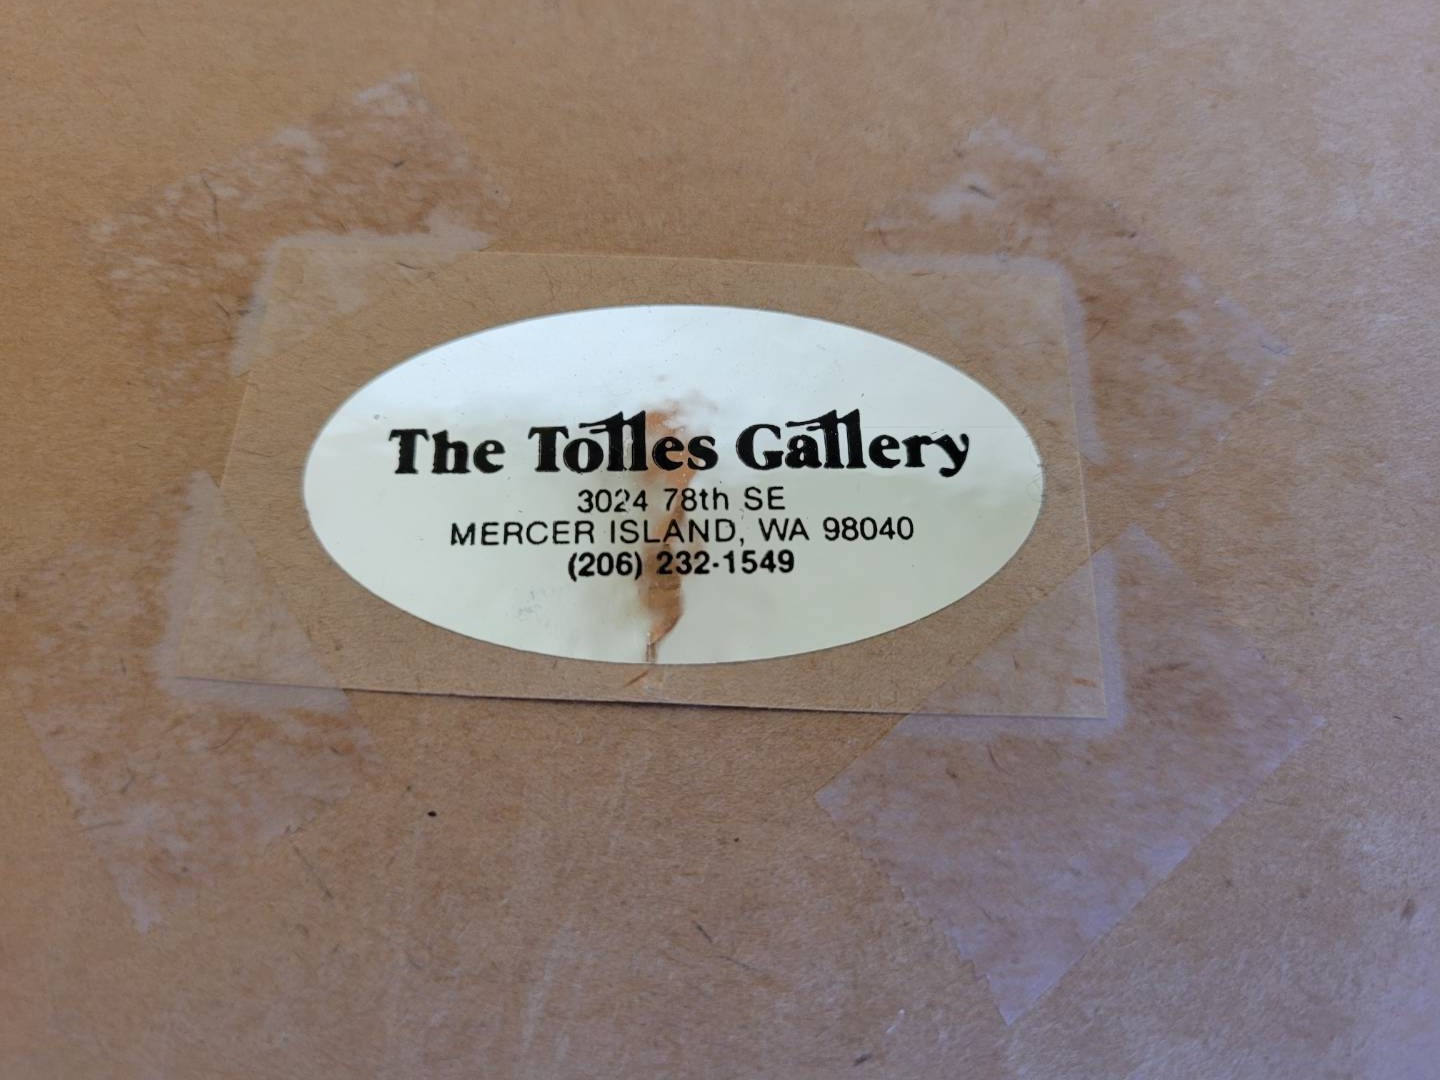 The Tolles Gallery
3024 78th SE
MERCER ISLAND, WA 98040
(206) 232-1549